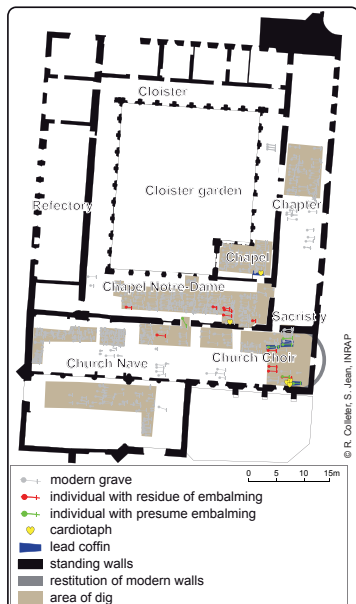 Cloister
Cloister garden
Refectory
Chapter
Chapel
Chapel Notre-Dame
Sacristy
Church Nave
Church Choir
© R. Colleter, S. Jean, INRAP
modern grave
0 5 10 15m
individual with residue of embalming
individual with presume embalming
cardiotaph
lead coffin
standing walls
restitution of modern walls
area of dig